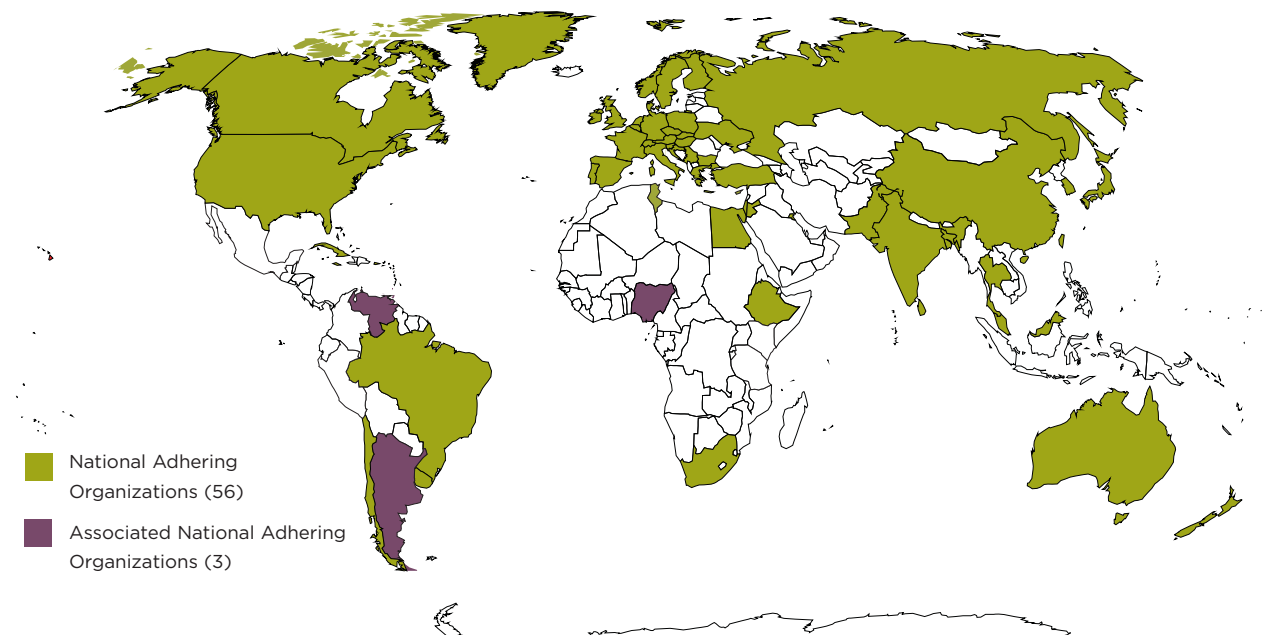 National Adhering
Organizations (56)
Associated National Adhering
Organizations (3)